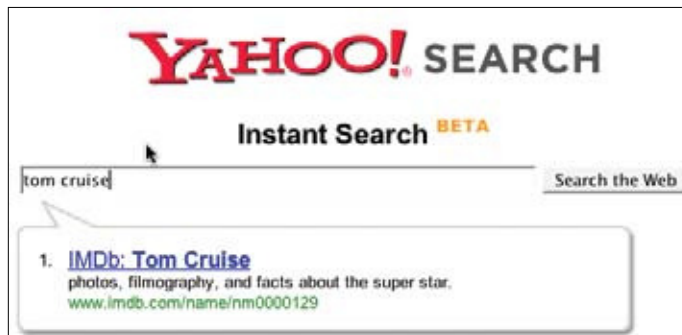 YAHOO! SEARCH
Instant Search BETA
tom cruise Search the Web
1. IMDb: Tom Cruise
photos, filmography, and facts about the super star.
www.imdb.com/name/nm0000129